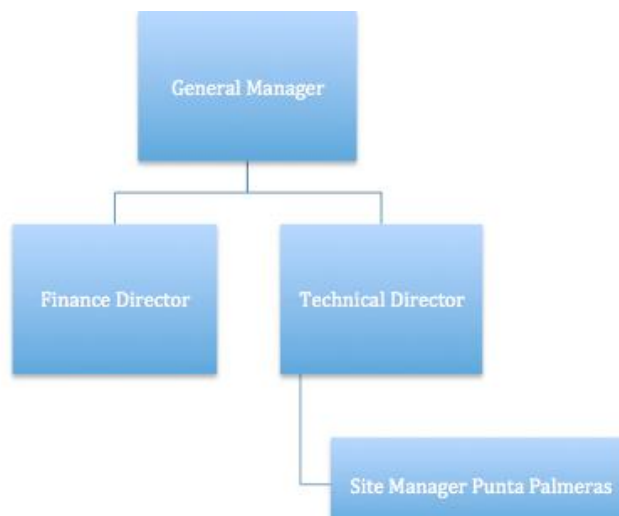 General Manager
Finance Director
Technical Director
Site Manager Punta Palmeras